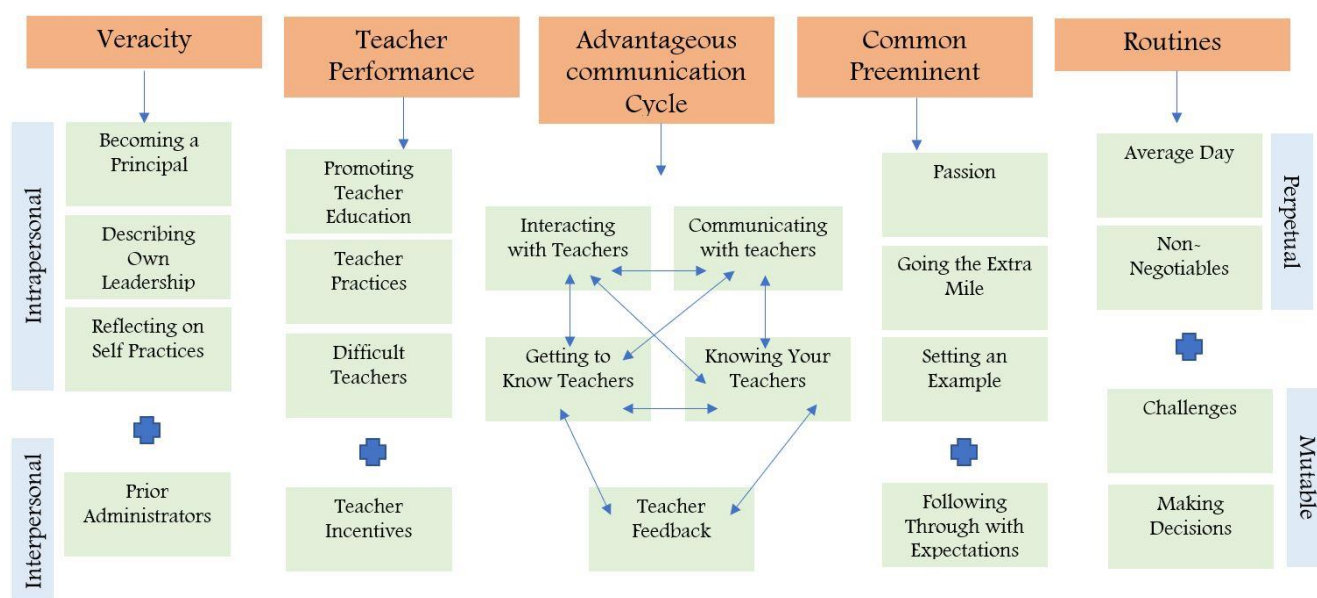 Veracity
Teacher
Performance
Advantageous
communication
Cycle
Common
Preeminent
Routines
Intrapersonal
Becoming a
Principal
Describing
Own
Leadership
Reflecting on
Self Practices
Interpersonal
Prior
Administrators
Promoting
Teacher
Education
Teacher
Practices
Difficult
Teachers
Teacher
Incentives
Interacting
with Teachers
Communicating
with teachers
Getting to
Know Teachers
Knowing Your
Teachers
Teacher
Feedback
Passion
Going the Extra
Mile
Setting an
Example
Following
Through with
Expectations
Average Day
Non-
Negotiables
Perpetual
Challenges
Making
Decisions
Mutable